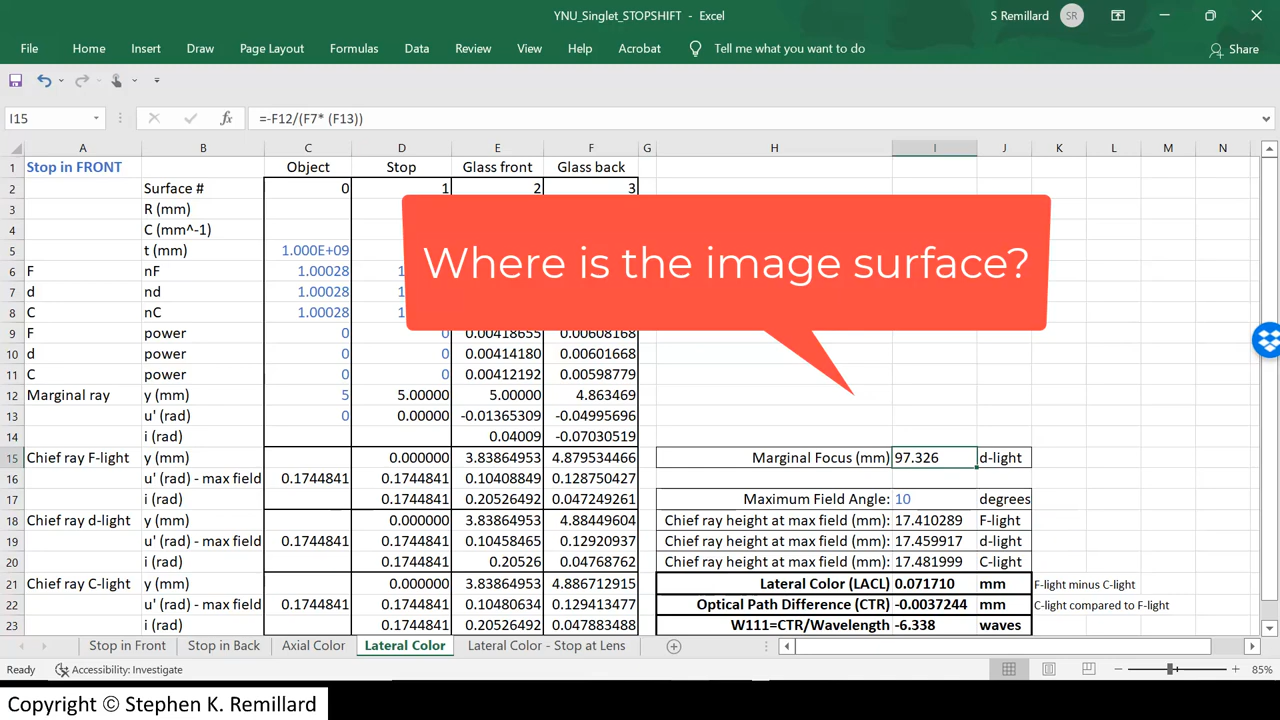 YNU_Singlet_STOPSHIFT - Excel
S Remillard SR
File Home Insert Draw Page Layout Formulas Data Review View Help Acrobat Tell me what you want to do Share
I15 fx =-F12/(F7* (F13))
A B C D E F G H I J K L M N
1 Stop in FRONT Object Stop Glass front Glass back
2 Surface # 0 1 2 3
3 R (mm)
4 C (mm^-1)
5 t (mm) 1.000E+09
6 F nF 1.00028 1
7 d nd 1.00028 1
8 C nC 1.00028 1
Where is the image surface?
9 F power 0 0 0.00418655 0.00608168
10 d power 0 0 0.00414180 0.00601668
11 C power 0 0 0.00412192 0.00598779
12 Marginal ray y (mm) 5 5.00000 5.00000 4.863469
13 u' (rad) 0 0.00000 -0.01365309 -0.04995696
14 i (rad) 0.04009 -0.07030519
15 Chief ray F-light y (mm) 0.000000 3.83864953 4.879534466 Marginal Focus (mm) 97.326 d-light
16 u' (rad) - max field 0.1744841 0.1744841 0.10408849 0.128750427
17 i (rad) 0.1744841 0.20526492 0.047249261 Maximum Field Angle: 10 degrees
18 Chief ray d-light y (mm) 0.000000 3.83864953 4.88449604 Chief ray height at max field (mm): 17.410289 F-light
19 u' (rad) - max field 0.1744841 0.1744841 0.10458465 0.12920937 Chief ray height at max field (mm): 17.459917 d-light
20 i (rad) 0.1744841 0.20526 0.04768762 Chief ray height at max field (mm): 17.481999 C-light
21 Chief ray C-light y (mm) 0.000000 3.83864953 4.886712915 Lateral Color (LACL) 0.071710 mm F-light minus C-light
22 u' (rad) - max field 0.1744841 0.1744841 0.10480634 0.129413477 Optical Path Difference (CTR) -0.0037244 mm C-light compared to F-light
23 i (rad) 0.1744841 0.20526492 0.047883488 W111=CTR/Wavelength -6.338 waves
Stop in Front Stop in Back Axial Color Lateral Color Lateral Color - Stop at Lens
Ready Accessibility: Investigate 85%
Copyright © Stephen K. Remillard